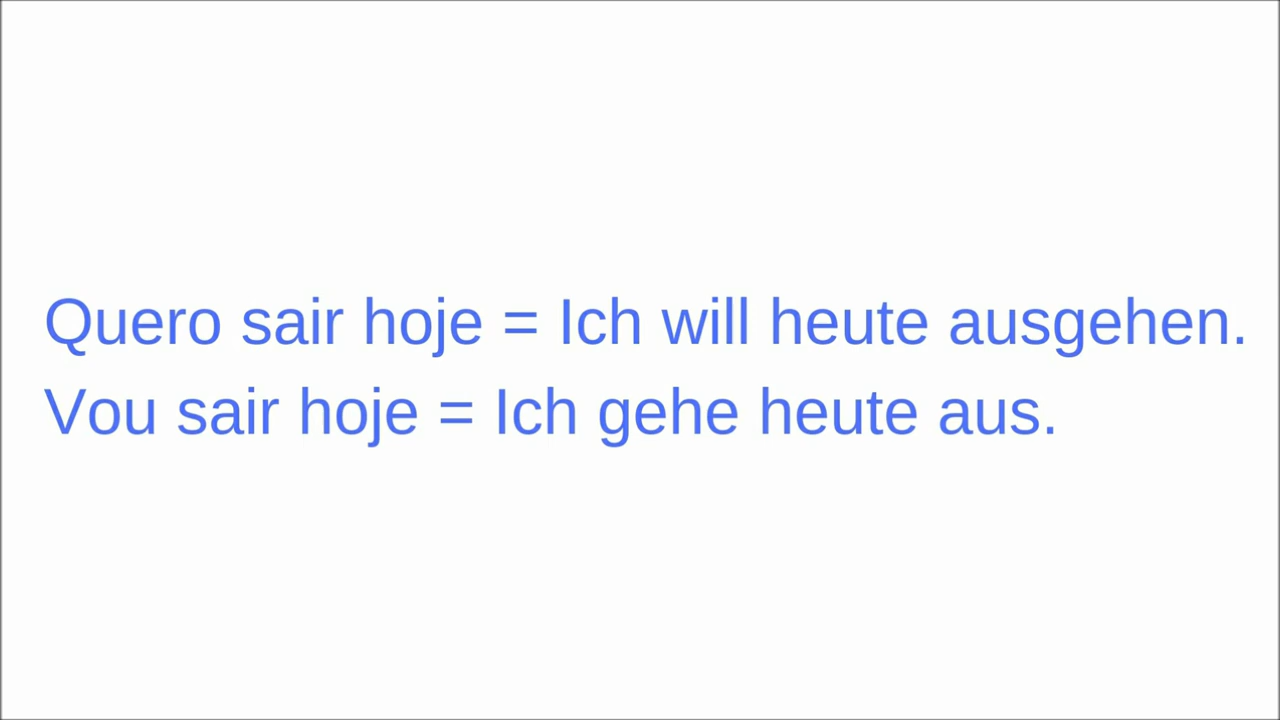 Quero sair hoje = Ich will heute ausgehen.
Vou sair hoje = Ich gehe heute aus.